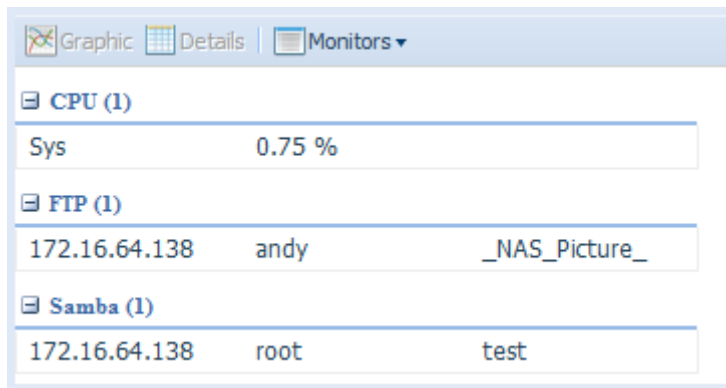 Graphic Details Monitors
CPU (1)
Sys 0.75 %
FTP (1)
172.16.64.138 andy _NAS_Picture_
Samba (1)
172.16.64.138 root test